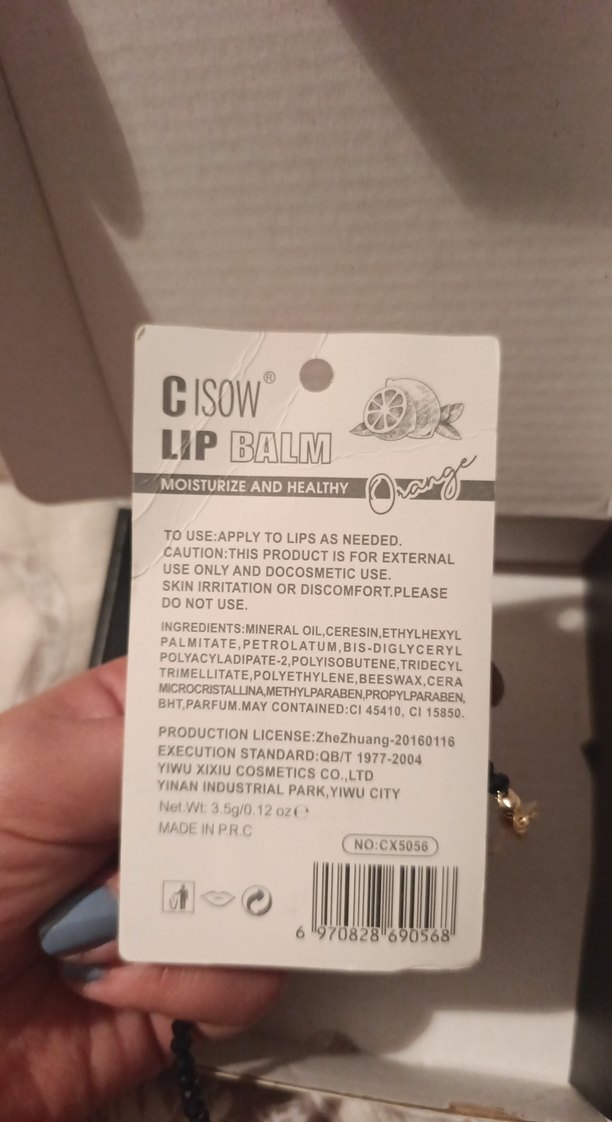 CISOW®
LIP BALM
MOISTURIZE AND HEALTHY Orange
TO USE:APPLY TO LIPS AS NEEDED.
CAUTION:THIS PRODUCT IS FOR EXTERNAL
USE ONLY AND DOCOSMETIC USE.
SKIN IRRITATION OR DISCOMFORT.PLEASE
DO NOT USE.
INGREDIENTS:MINERAL OIL,CERESIN,ETHYLHEXYL
PALMITATE,PETROLATUM,BIS-DIGLYCERYL
POLYACYLADIPATE-2,POLYISOBUTENE,TRIDECYL
TRIMELLITATE,POLYETHYLENE,BEESWAX,CERA
MICROCRISTALLINA,METHYLPARABEN,PROPYLPARABEN,
BHT,PARFUM.MAY CONTAINED:CI 45410, CI 15850.
PRODUCTION LICENSE:ZheZhuang-20160116
EXECUTION STANDARD:QB/T 1977-2004
YIWU XIXIU COSMETICS CO.,LTD
YINAN INDUSTRIAL PARK,YIWU CITY
Net.Wt: 3.5g/0.12 oz℮
MADE IN P.R.C
NO:CX5056
6 970828 690568